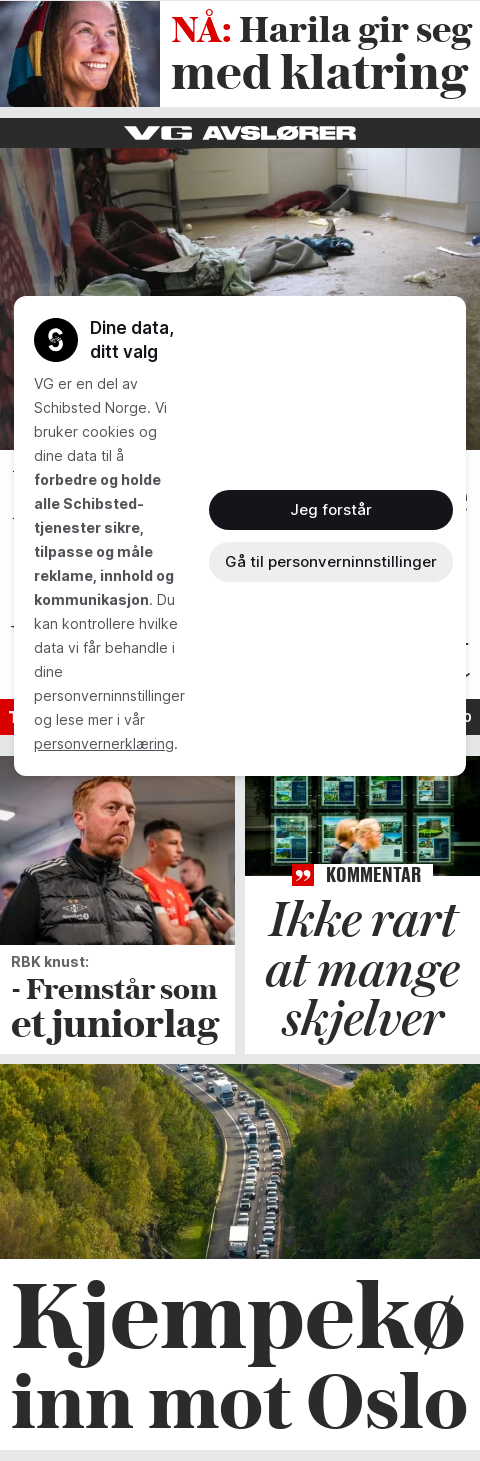 NÅ: Harila gir seg
med klatring
VG AVSLØRER
Dine data,
ditt valg
VG er en del av
Schibsted Norge. Vi
bruker cookies og
dine data til å
forbedre og holde
alle Schibsted-
tjenester sikre,
tilpasse og måle
reklame, innhold og
kommunikasjon. Du
kan kontrollere hvilke
data vi får behandle i
dine
personverninnstillinger
og lese mer i vår
personvernerklæring.
Jeg forstår
Gå til personverninnstillinger
RBK knust:
- Fremstår som
et juniorlag
KOMMENTAR
Ikke rart
at mange
skjelver
Kjempekø
inn mot Oslo